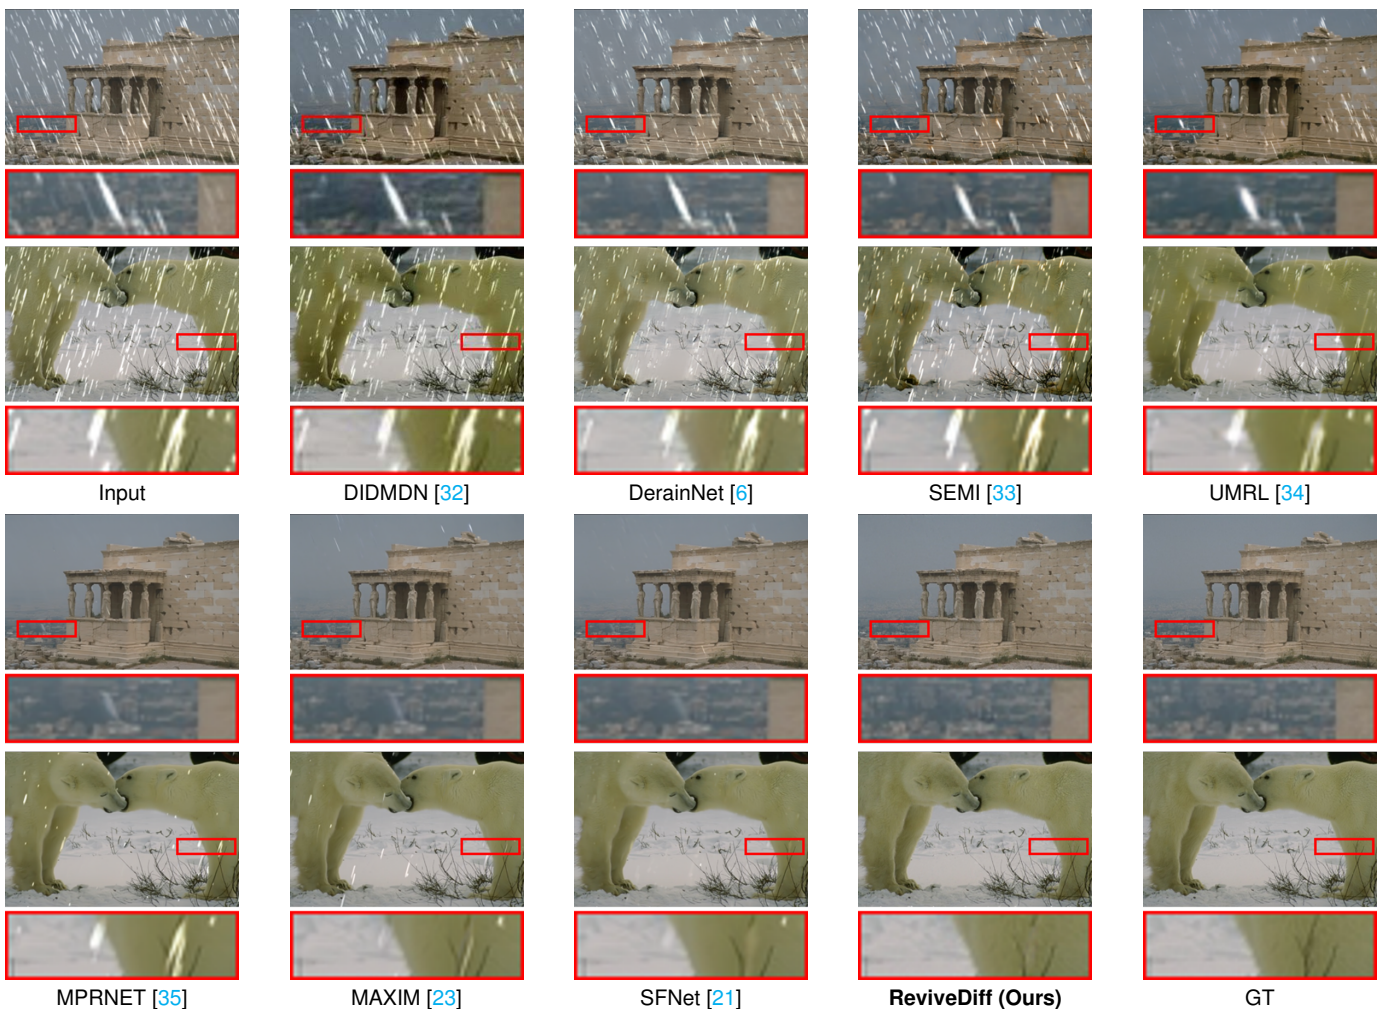 Input
DIDMDN [32]
DerainNet [6]
SEMI [33]
UMRL [34]
MPRNET [35]
MAXIM [23]
SFNet [21]
ReviveDiff (Ours)
GT